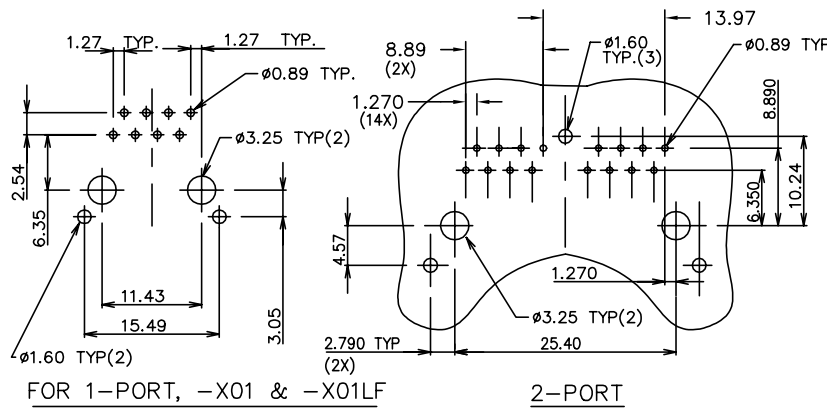 1.27 TYP.
1.27 TYP.
ø0.89 TYP.
ø3.25 TYP(2)
2.54
6.35
11.43
15.49
3.05
ø1.60 TYP(2)
FOR 1-PORT, -X01 & -X01LF
13.97
8.89
(2X)
ø1.60
TYP.(3)
ø0.89 TYP
1.270
(14X)
8.890
10.24
6.350
4.57
1.270
ø3.25 TYP(2)
2.790 TYP
(2X)
25.40
2-PORT